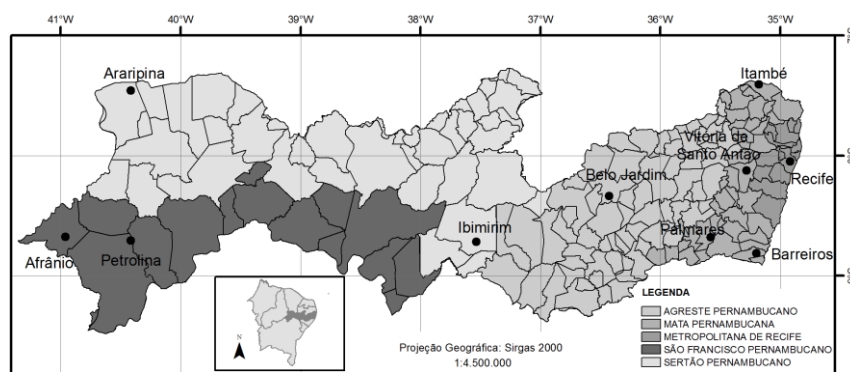 41°W 40°W 39°W 38°W 37°W 36°W 35°W
Araripina
Itambé
Vitória de
Santo Antão
Recife
Belo Jardim
Ibimirim
Palmares
Barreiros
Afrânio
Petrolina
N
Projeção Geográfica: Sirgas 2000
1:4.500.000
LEGENDA
AGRESTE PERNAMBUCANO
MATA PERNAMBUCANA
METROPOLITANA DE RECIFE
SÃO FRANCISCO PERNAMBUCANO
SERTÃO PERNAMBUCANO